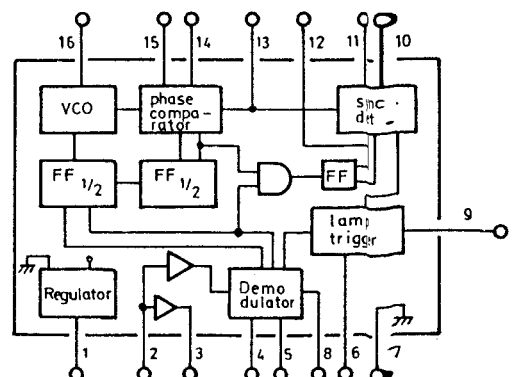 16 15 14 13 12 11 10
VCO
phase
compa-
rator
sync
det
FF 1/2
FF 1/2
FF
lamp
trigger
9
Regulator
Demo
dulator
1 2 3 4 5 8 6 7